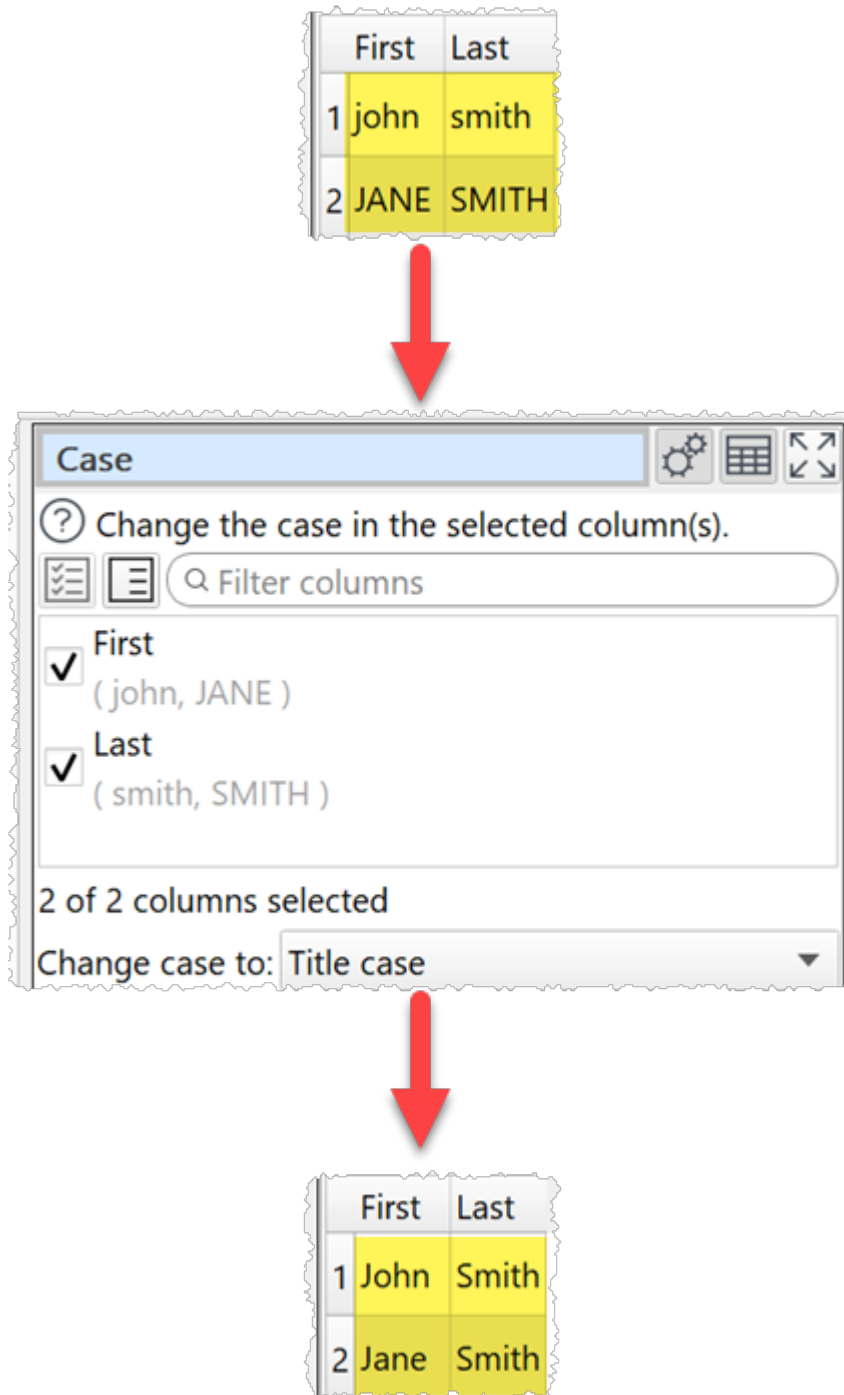 First Last
1 john smith
2 JANE SMITH
Case
? Change the case in the selected column(s).
Filter columns
First
( john, JANE )
Last
( smith, SMITH )
2 of 2 columns selected
Change case to: Title case
First Last
1 John Smith
2 Jane Smith